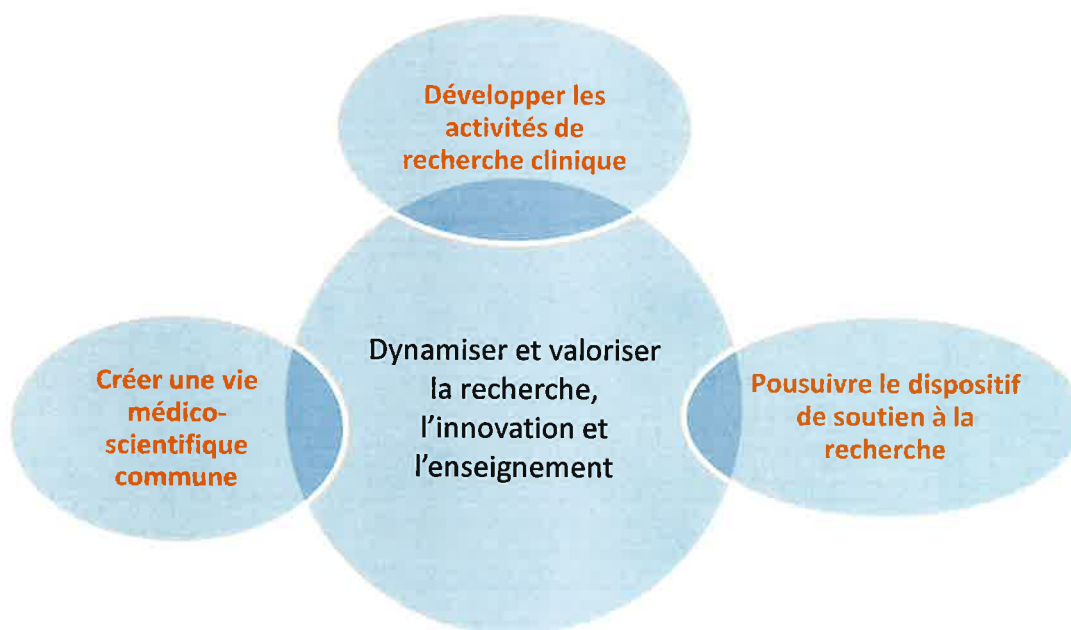 Développer les
activités de
recherche clinique
Dynamiser et valoriser
la recherche,
l'innovation et
l'enseignement
Créer une vie
médico-
scientifique
commune
Pousuivre le dispositif
de soutien à la
recherche